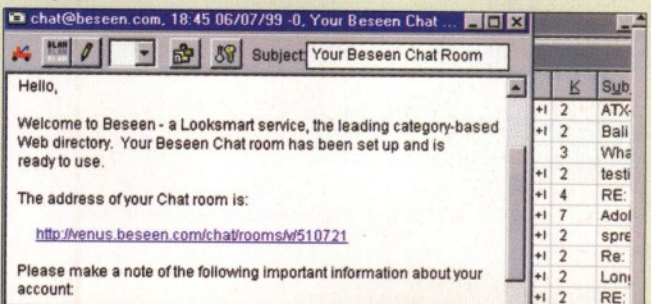 chat@beseen.com, 18:45 06/07/99 -0, Your Beseen Chat ...
BLAH BLAH BLAH
Subject: Your Beseen Chat Room
Hello,
Welcome to Beseen - a Looksmart service, the leading category-based
Web directory. Your Beseen Chat room has been set up and is
ready to use.
The address of your Chat room is:
http://venus.beseen.com/chat/rooms/v/510721
Please make a note of the following important information about your
account:
K Sub
+I 2 ATX-
+I 2 Bali
3 Wha
+I 2 testi
+I 4 RE:
+I 7 Adol
+I 2 spre
+I 2 Re:
+I 2 Long
+I 2 RE: